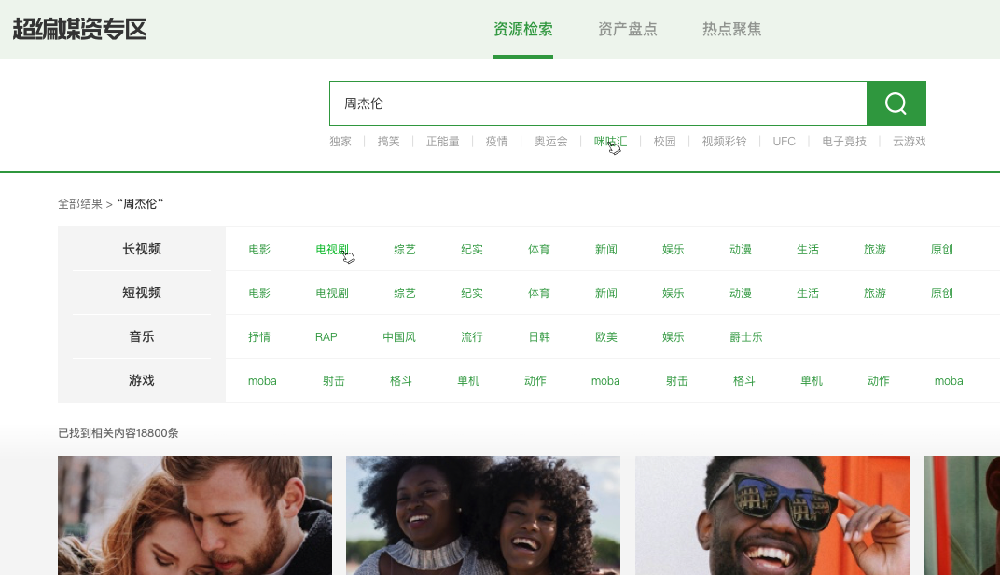 超编媒资专区
资源检索 资产盘点 热点聚焦
周杰伦
独家 | 搞笑 | 正能量 | 疫情 | 奥运会 | 咪咕汇 | 校园 | 视频彩铃 | UFC | 电子竞技 | 云游戏
全部结果 > “周杰伦“
长视频 电影 电视剧 综艺 纪实 体育 新闻 娱乐 动漫 生活 旅游 原创
短视频 电影 电视剧 综艺 纪实 体育 新闻 娱乐 动漫 生活 旅游 原创
音乐 抒情 RAP 中国风 流行 日韩 欧美 娱乐 爵士乐
游戏 moba 射击 格斗 单机 动作 moba 射击 格斗 单机 动作 moba
已找到相关内容18800条